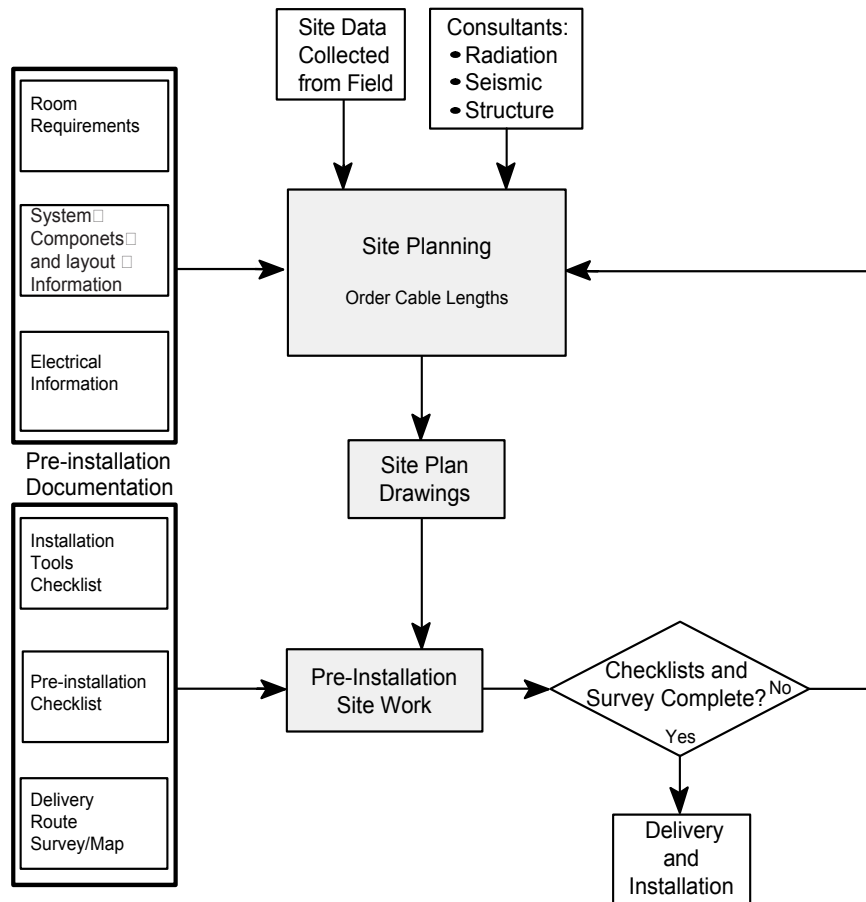 Site Data
Collected
from Field
Consultants:
• Radiation
• Seismic
• Structure
Room
Requirements
System□
Componets□
and layout □
Information
Electrical
Information
Pre-installation
Documentation
Site Planning
Order Cable Lengths
Site Plan
Drawings
Installation
Tools
Checklist
Pre-installation
Checklist
Delivery
Route
Survey/Map
Pre-Installation
Site Work
Checklists and
Survey Complete?
No
Yes
Delivery
and
Installation